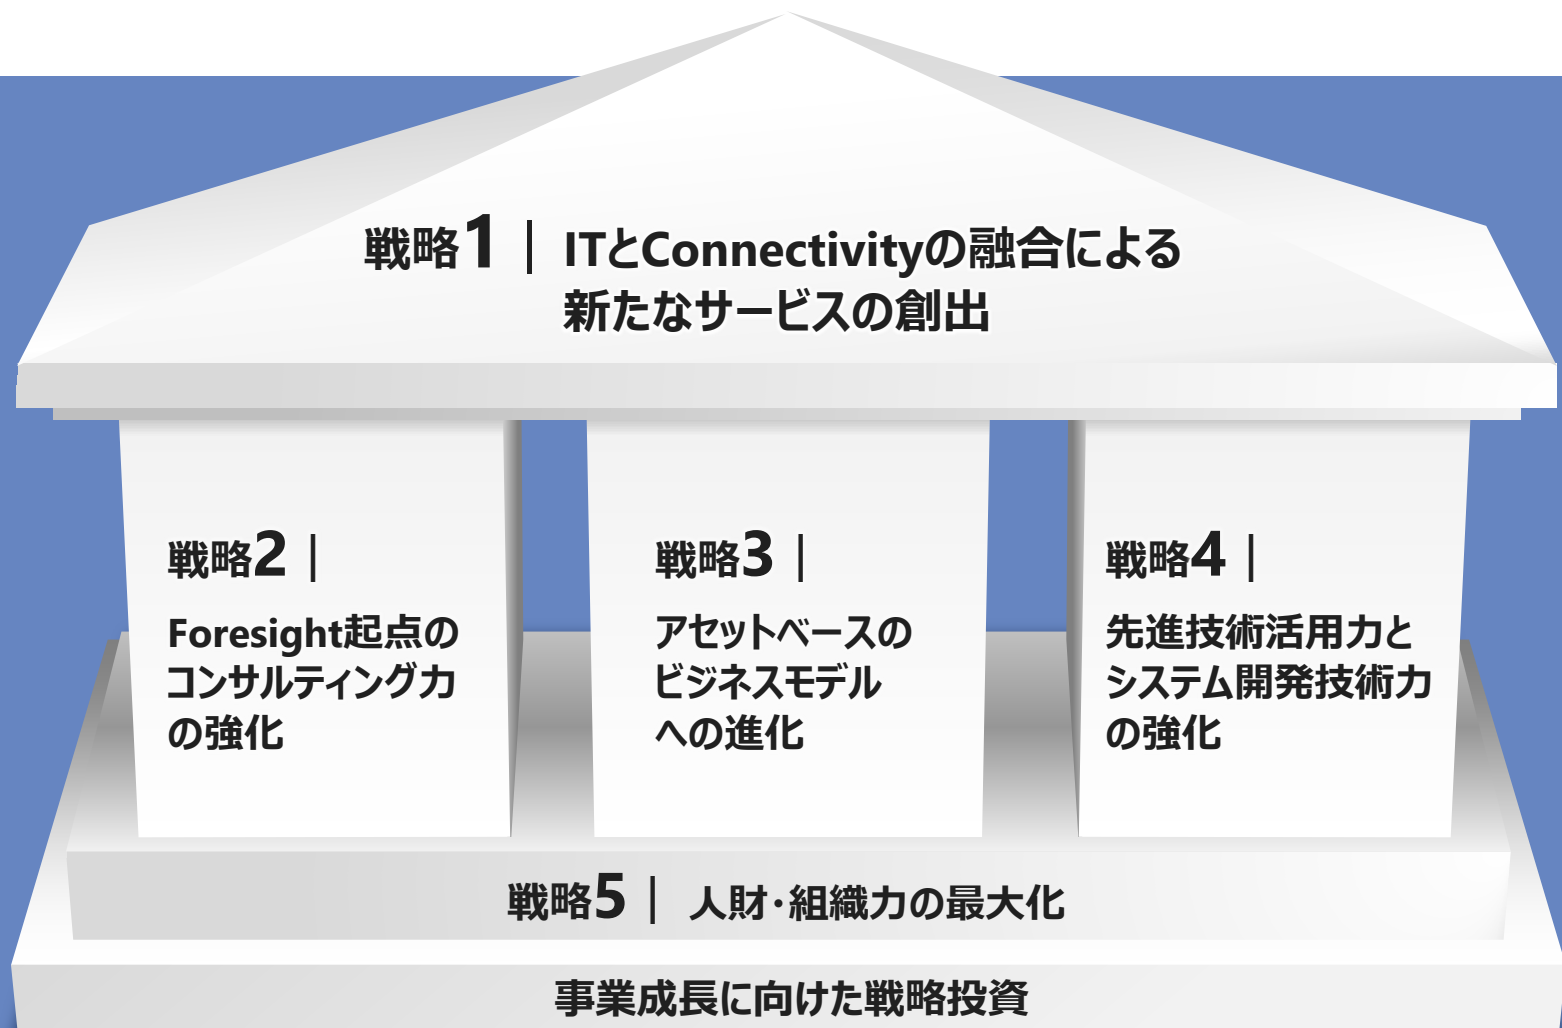 戦略1｜ITとConnectivityの融合による
新たなサービスの創出
戦略2｜
Foresight起点の
コンサルティング力
の強化
戦略3｜
アセットベースの
ビジネスモデル
への進化
戦略4｜
先進技術活用力と
システム開発技術力
の強化
戦略5｜ 人財・組織力の最大化
事業成長に向けた戦略投資